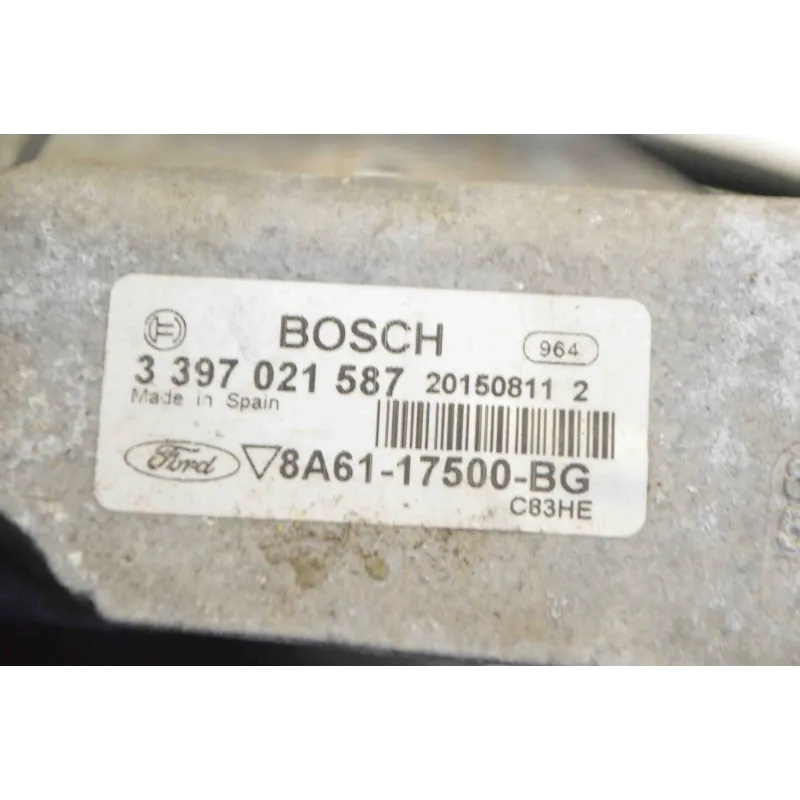 BOSCH 964
3 397 021 587 20150811 2
Made in Spain
Ford 8A61-17500-BG
C83HE